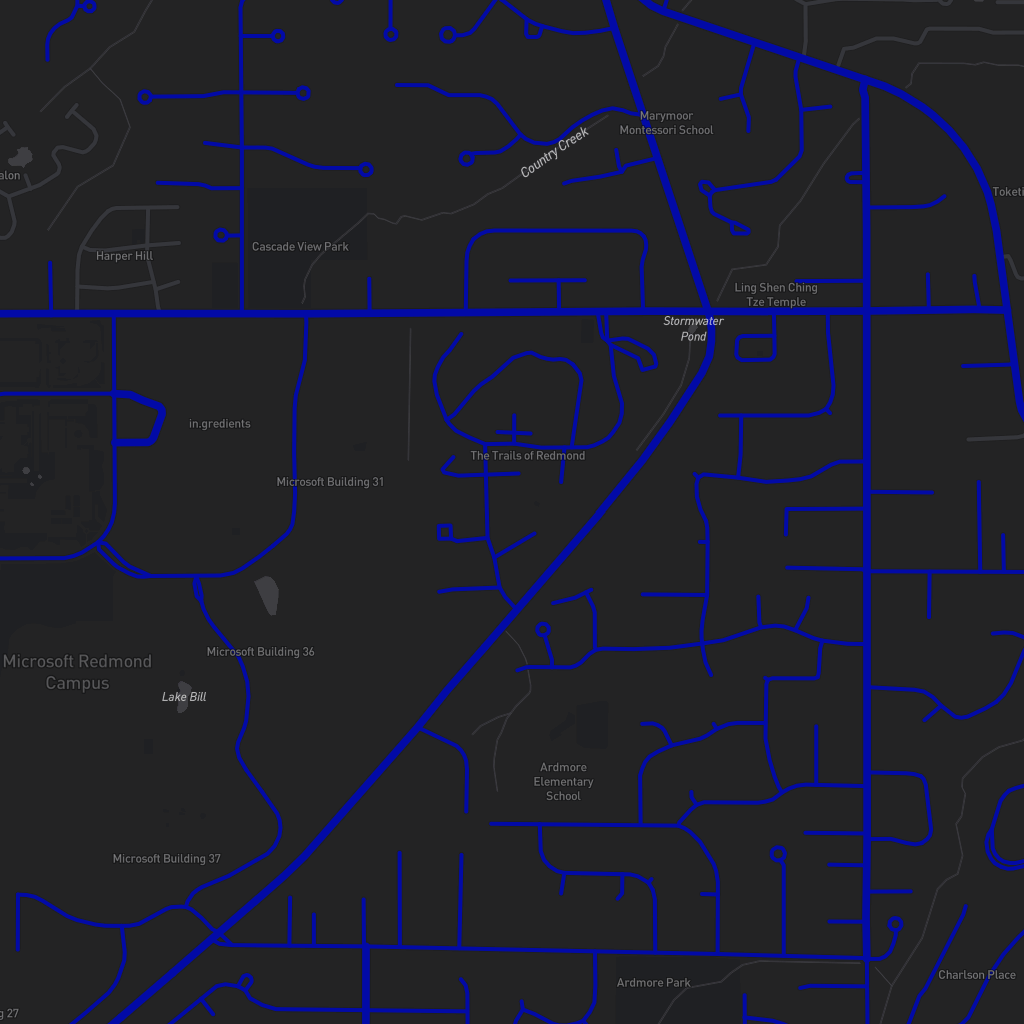 Marymoor
Montessori School
Country Creek
alon
Toketi
Harper Hill
Cascade View Park
Ling Shen Ching
Tze Temple
Stormwater
Pond
in.gredients
The Trails of Redmond
Microsoft Building 31
Microsoft Building 36
Microsoft Redmond
Campus
Lake Bill
Ardmore
Elementary
School
Microsoft Building 37
Ardmore Park
Charlson Place
g 27